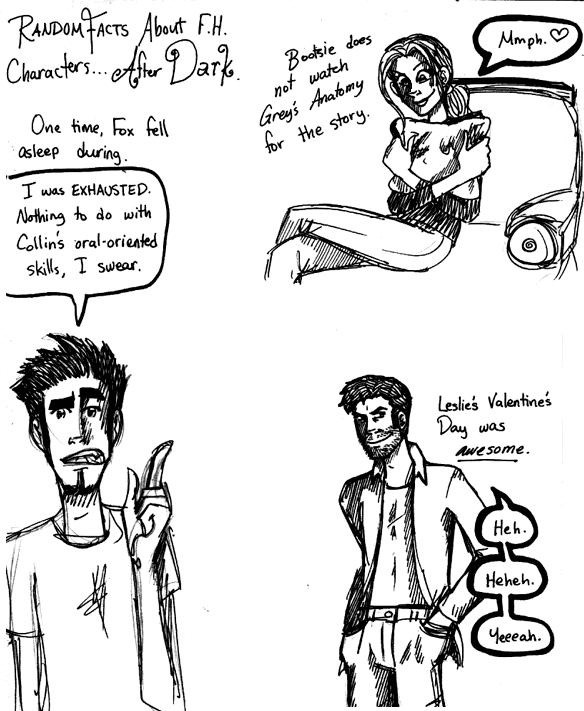 RANDOM FACTS ABOUT F.H.
Characters... After Dark.
One time, Fox fell
asleep during.
I was EXHAUSTED.
Nothing to do with
Collin's oral-oriented
skills, I swear.
Bootsie does
not watch
Grey's Anatomy
for the story.
Mmph. ♡
Leslie's Valentine's
Day was
awesome.
Heh.
Heheh.
Yeeeah.